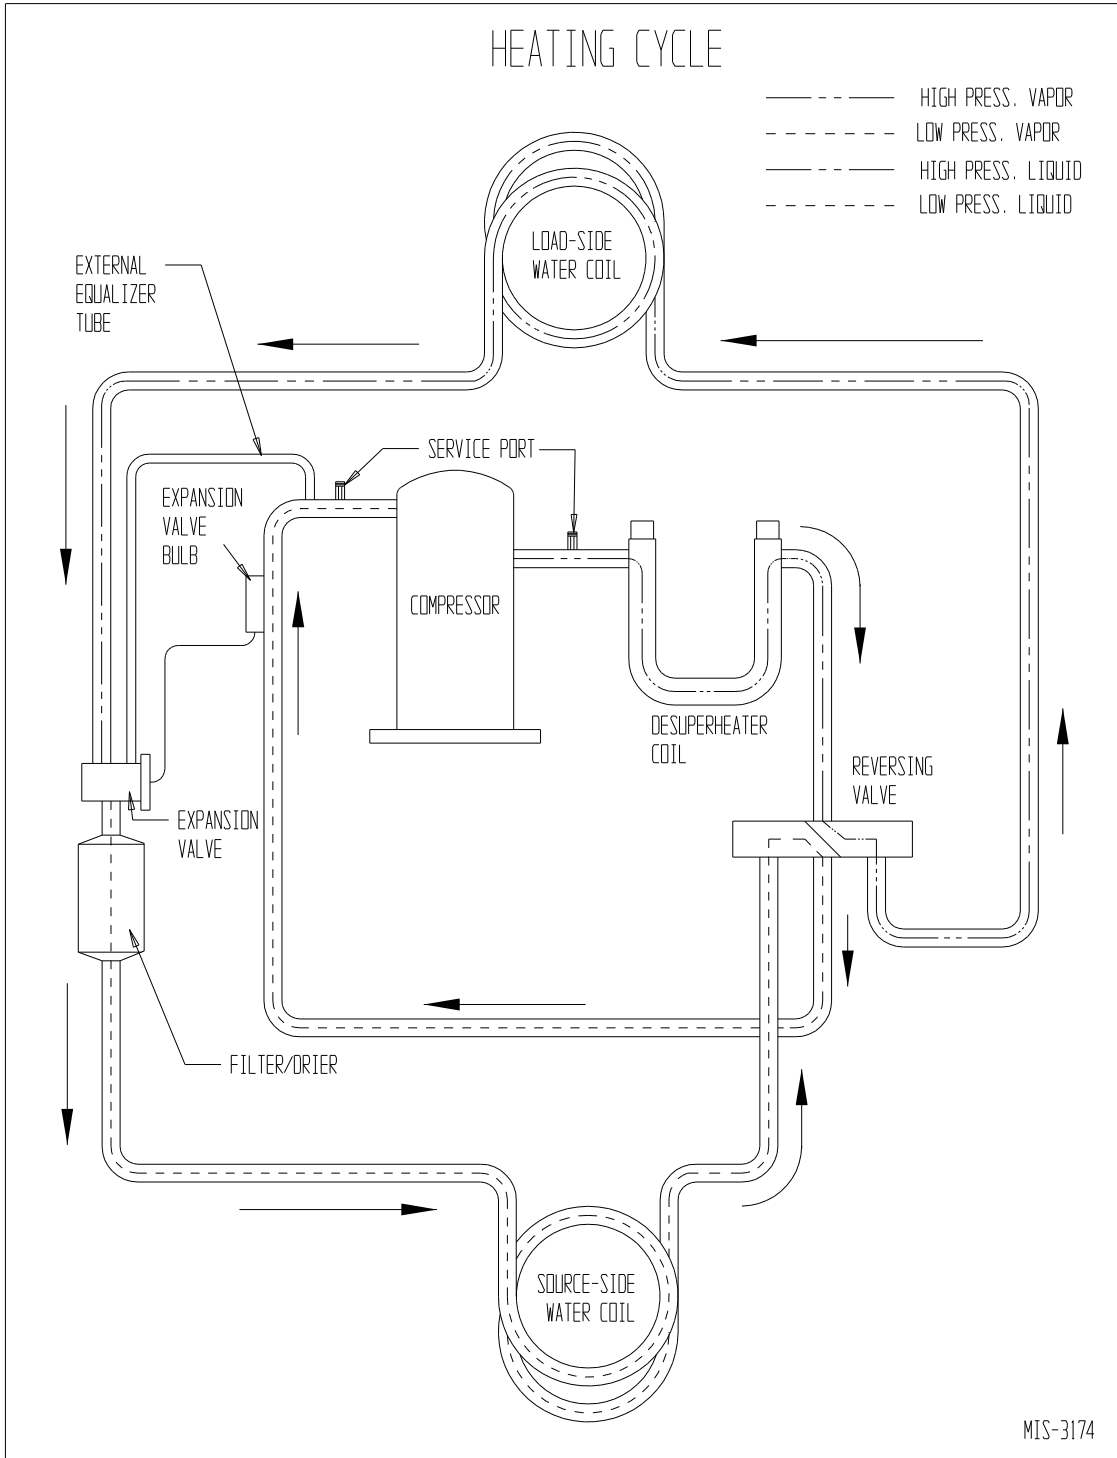 HEATING CYCLE
HIGH PRESS. VAPOR
LOW PRESS. VAPOR
HIGH PRESS. LIQUID
LOW PRESS. LIQUID
LOAD-SIDE
WATER COIL
EXTERNAL
EQUALIZER
TUBE
SERVICE PORT
EXPANSION
VALVE
BULB
COMPRESSOR
DESUPERHEATER
COIL
REVERSING
VALVE
EXPANSION
VALVE
FILTER/DRIER
SOURCE-SIDE
WATER COIL
MIS-3174